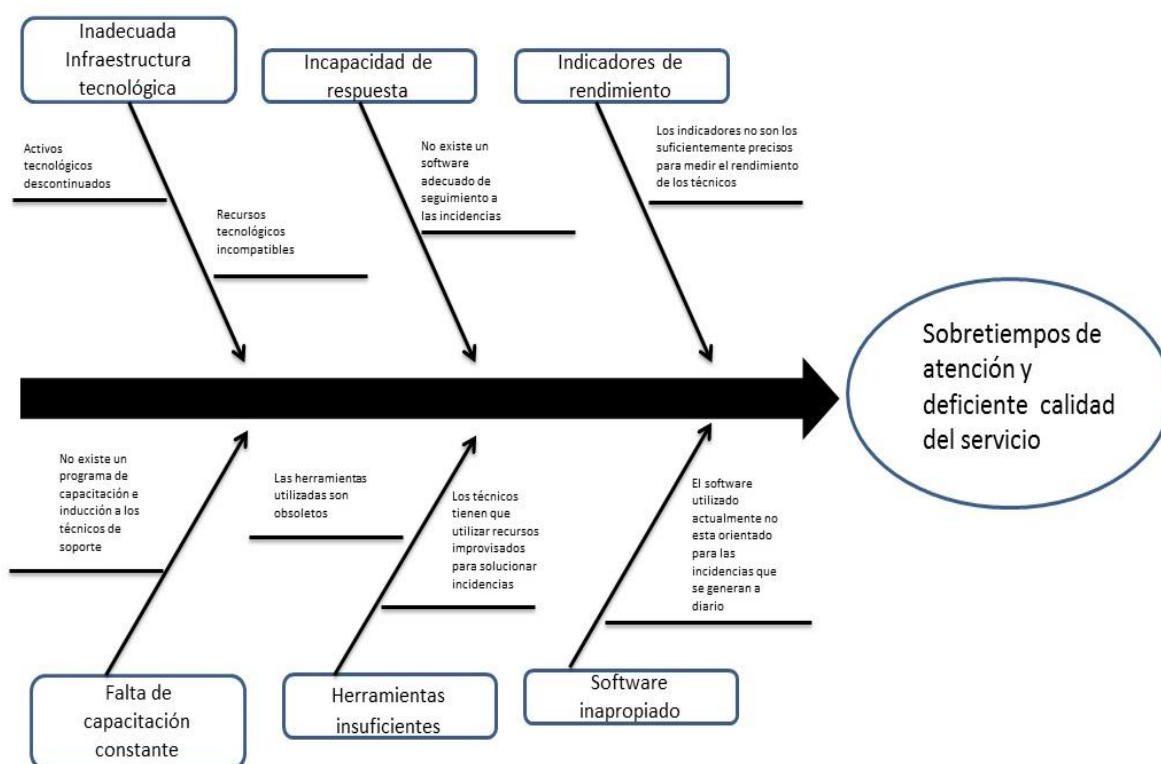 Inadecuada
Infraestructura
tecnológica
Incapacidad de
respuesta
Indicadores de
rendimiento
Activos
tecnológicos
descontinuados
Recursos
tecnológicos
incompatibles
No existe un
software
adecuado de
seguimiento a
las incidencias
Los indicadores no son los
suficientemente precisos
para medir el rendimiento
de los técnicos
Sobretiempos de
atención y
deficiente calidad
del servicio
No existe un
programa de
capacitación e
inducción a los
técnicos de
soporte
Las herramientas
utilizadas son
obsoletos
Los técnicos
tienen que
utilizar recursos
improvisados
para solucionar
incidencias
El software
utilizado
actualmente no
esta orientado
para las
incidencias que
se generan a
diario
Falta de
capacitación
constante
Herramientas
insuficientes
Software
inapropiado